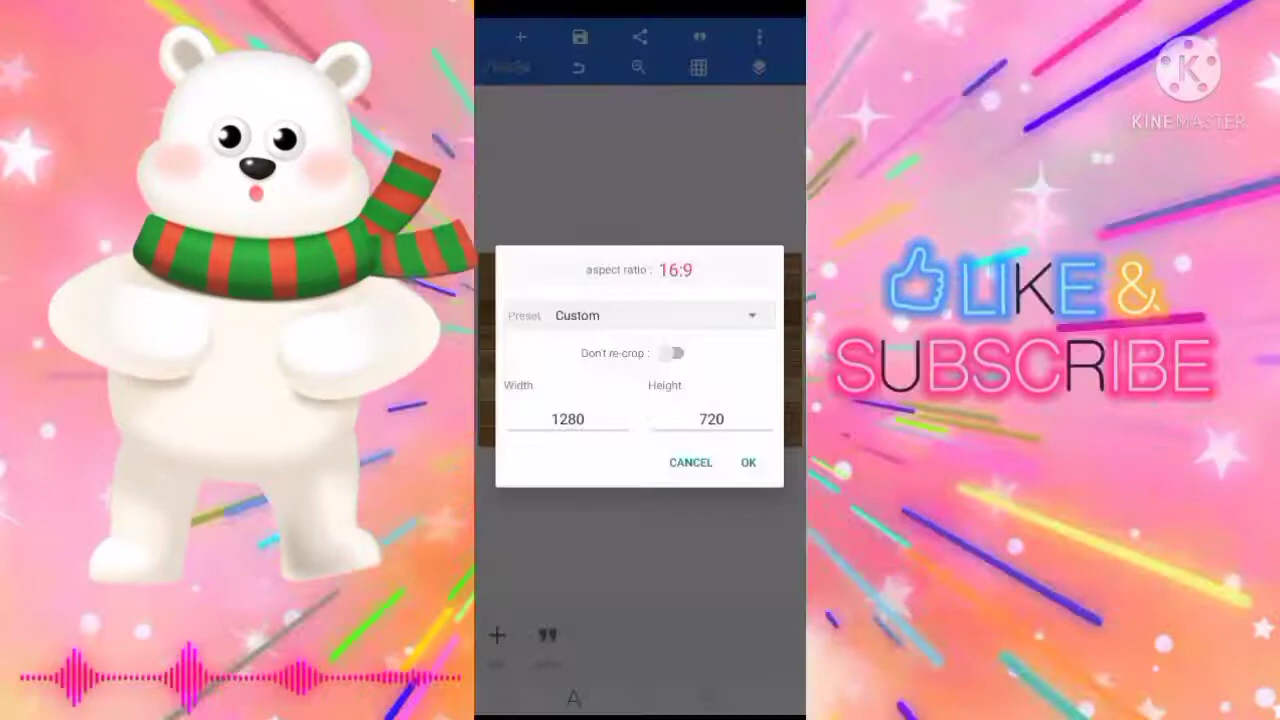 K
KINEMASTER
aspect ratio : 16:9
Preset Custom
Don't re-crop :
Width Height
1280 720
CANCEL OK
A
LIKE &
SUBSCRIBE